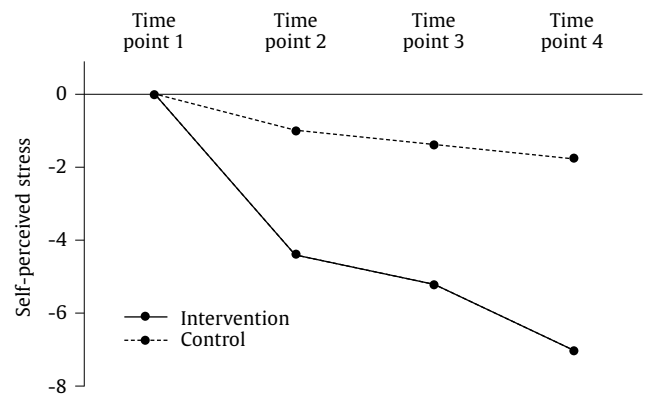 Time point 1
Time point 2
Time point 3
Time point 4
Self-perceived stress
0
-2
-4
-6
-8
Intervention
Control